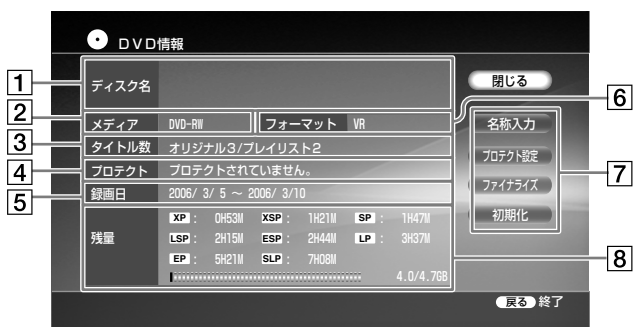 DVD情報
1
ディスク名
閉じる
6
2
メディア DVD-RW フォーマット VR
名称入力
3
タイトル数 オリジナル3/プレイリスト2
4
プロテクト プロテクトされていません。
プロテクト設定
7
5
録画日 2006/ 3/ 5 ~ 2006/ 3/10
ファイナライズ
初期化
残量
XP : 0H53M XSP : 1H21M SP : 1H47M
LSP : 2H15M ESP : 2H44M LP : 3H37M
EP : 5H21M SLP : 7H08M
8
4.0/4.7GB
戻る 終了